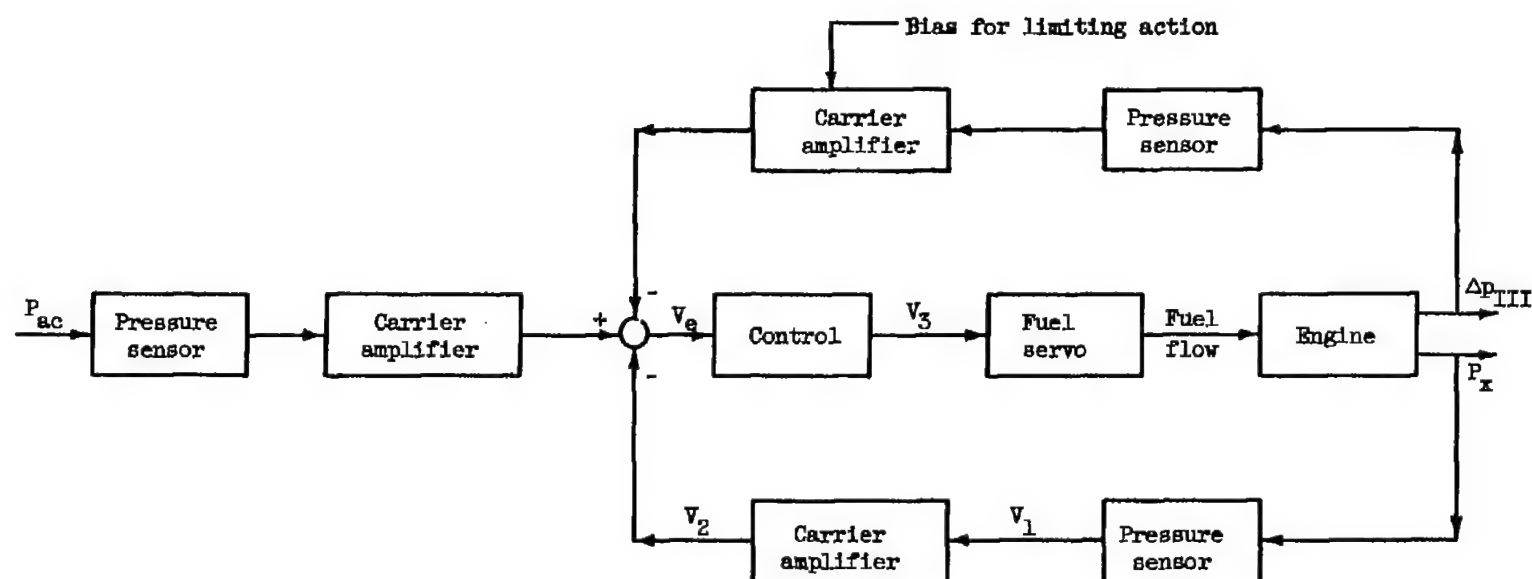 Bias for limiting action
Carrier
amplifier
Pressure
sensor
-
P_ac
Pressure
sensor
Carrier
amplifier
+
V_e
Control
V_3
Fuel
servo
Fuel
flow
Engine
Δp_III
P_x
-
V_2
Carrier
amplifier
V_1
Pressure
sensor